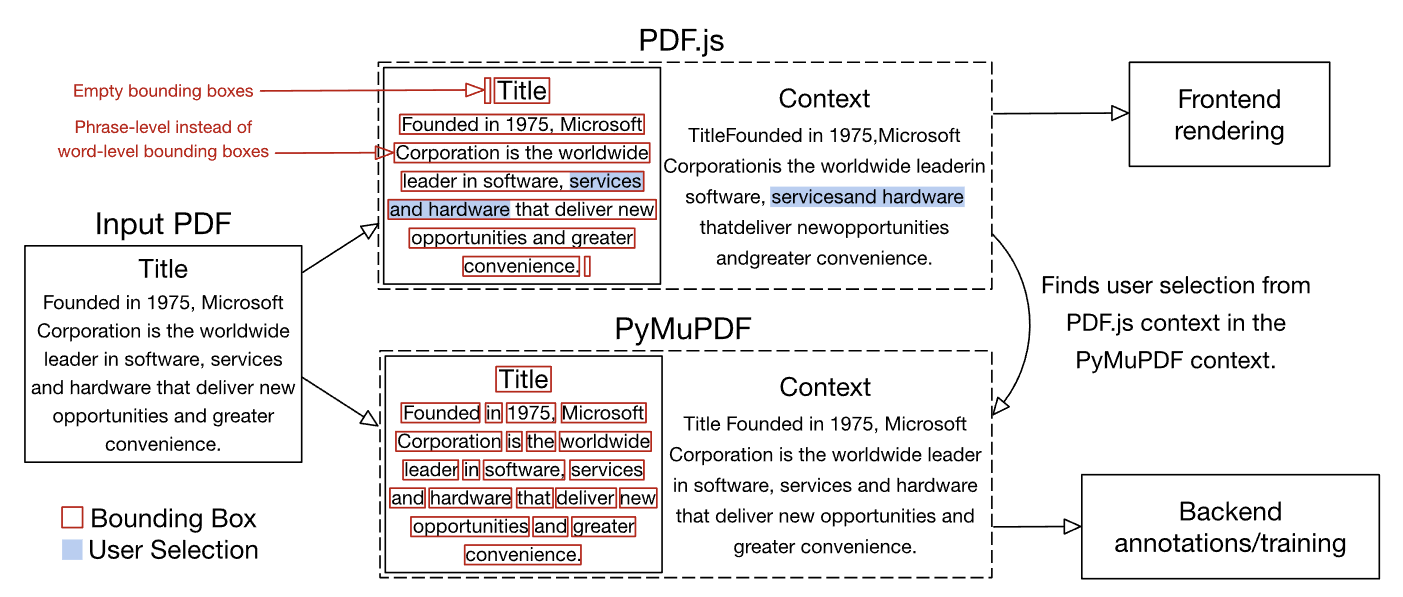 PDF.js
Empty bounding boxes
Phrase-level instead of
word-level bounding boxes
Title
Founded in 1975, Microsoft
Corporation is the worldwide
leader in software, services
and hardware that deliver new
opportunities and greater
convenience.
Context
TitleFounded in 1975,Microsoft
Corporationis the worldwide leaderin
software, servicesand hardware
thatdeliver newopportunities
andgreater convenience.
Frontend
rendering
Input PDF
Title
Founded in 1975, Microsoft
Corporation is the worldwide
leader in software, services
and hardware that deliver new
opportunities and greater
convenience.
Finds user selection from
PDF.js context in the
PyMuPDF context.
PyMuPDF
Title
Founded in 1975, Microsoft
Corporation is the worldwide
leader in software, services
and hardware that deliver new
opportunities and greater
convenience.
Context
Title Founded in 1975, Microsoft
Corporation is the worldwide leader
in software, services and hardware
that deliver new opportunities and
greater convenience.
Backend
annotations/training
Bounding Box
User Selection